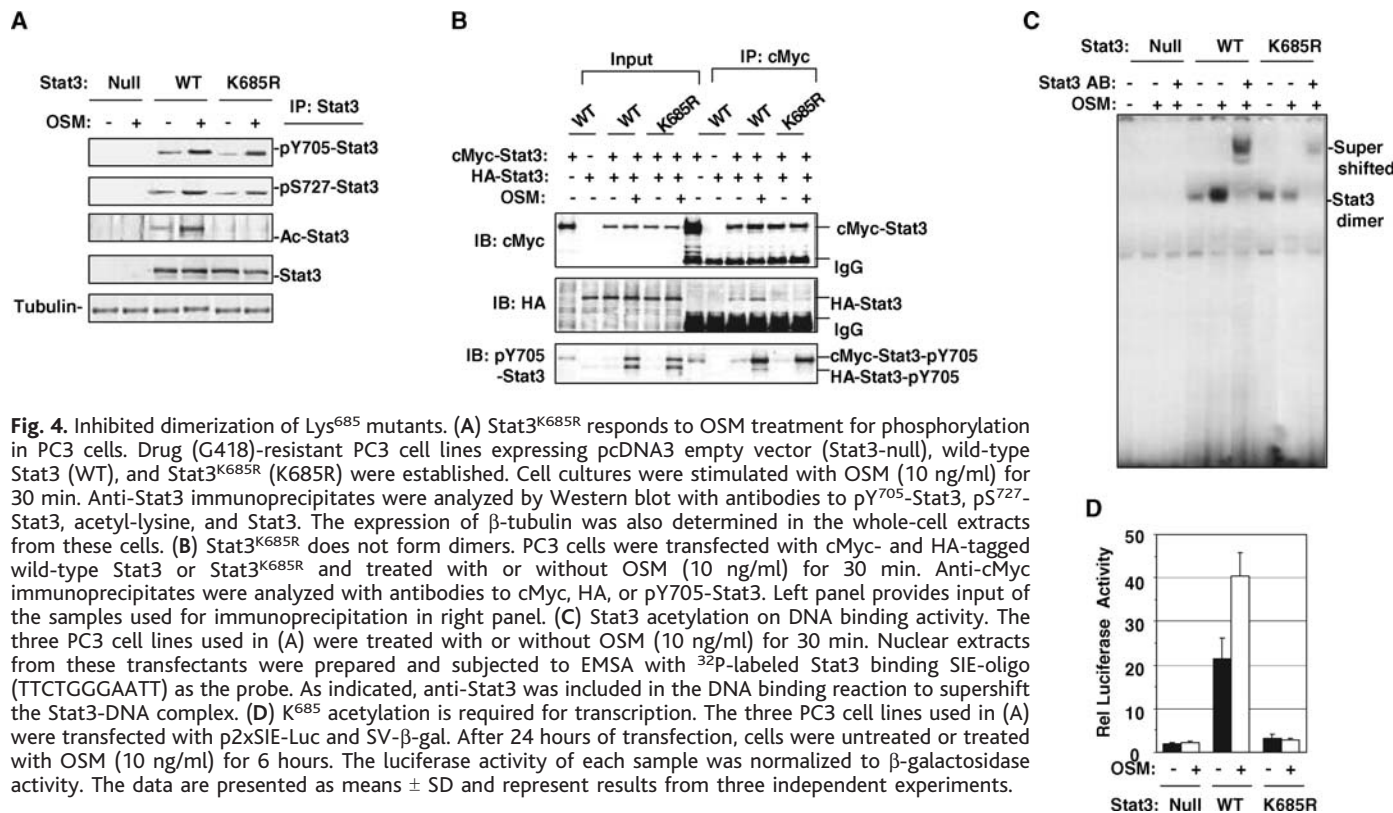 A
Stat3: Null WT K685R
IP: Stat3
OSM: - + - + - +
-pY705-Stat3
-pS727-Stat3
-Ac-Stat3
-Stat3
Tubulin-
B
Input IP: cMyc
WT WT K685R WT WT K685R
cMyc-Stat3: + - + + + + + - + + + +
HA-Stat3: - + + + + + - + + + + +
OSM: - - - + - + - - - + - +
IB: cMyc
cMyc-Stat3
IgG
IB: HA
HA-Stat3
IgG
IB: pY705
-Stat3
cMyc-Stat3-pY705
HA-Stat3-pY705
C
Stat3: Null WT K685R
Stat3 AB: - - + - - + - - +
OSM: - + + - + + - + +
-Super
shifted
-Stat3
dimer
D
Rel Luciferase Activity
50
40
30
20
10
0
OSM: - + - + - +
Stat3: Null WT K685R
Fig. 4. Inhibited dimerization of Lys685 mutants. (A) Stat3K685R responds to OSM treatment for phosphorylation
in PC3 cells. Drug (G418)-resistant PC3 cell lines expressing pcDNA3 empty vector (Stat3-null), wild-type
Stat3 (WT), and Stat3K685R (K685R) were established. Cell cultures were stimulated with OSM (10 ng/ml) for
30 min. Anti-Stat3 immunoprecipitates were analyzed by Western blot with antibodies to pY705-Stat3, pS727-
Stat3, acetyl-lysine, and Stat3. The expression of β-tubulin was also determined in the whole-cell extracts
from these cells. (B) Stat3K685R does not form dimers. PC3 cells were transfected with cMyc- and HA-tagged
wild-type Stat3 or Stat3K685R and treated with or without OSM (10 ng/ml) for 30 min. Anti-cMyc
immunoprecipitates were analyzed with antibodies to cMyc, HA, or pY705-Stat3. Left panel provides input of
the samples used for immunoprecipitation in right panel. (C) Stat3 acetylation on DNA binding activity. The
three PC3 cell lines used in (A) were treated with or without OSM (10 ng/ml) for 30 min. Nuclear extracts
from these transfectants were prepared and subjected to EMSA with 32P-labeled Stat3 binding SIE-oligo
(TTCTGGGAATT) as the probe. As indicated, anti-Stat3 was included in the DNA binding reaction to supershift
the Stat3-DNA complex. (D) K685 acetylation is required for transcription. The three PC3 cell lines used in (A)
were transfected with p2xSIE-Luc and SV-β-gal. After 24 hours of transfection, cells were untreated or treated
with OSM (10 ng/ml) for 6 hours. The luciferase activity of each sample was normalized to β-galactosidase
activity. The data are presented as means ± SD and represent results from three independent experiments.